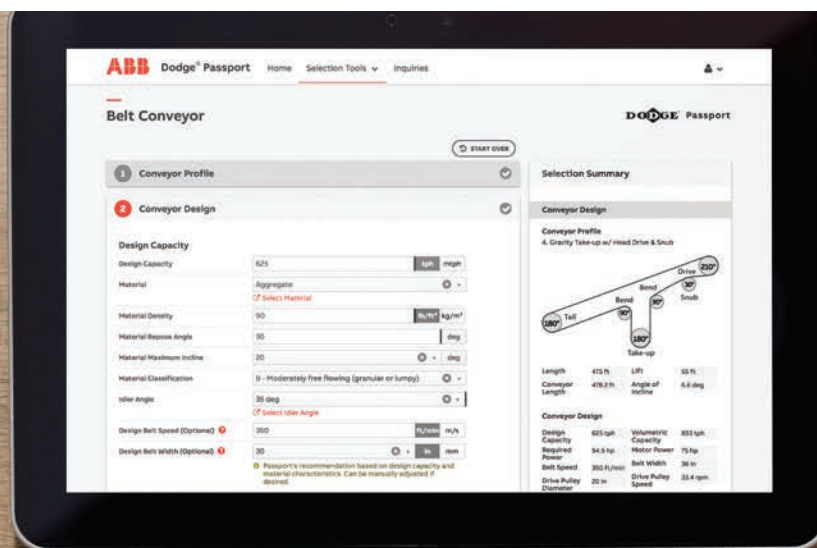 ABB Dodge® Passport Home Selection Tools Inquiries
Belt Conveyor
DODGE Passport
START OVER
1 Conveyor Profile
2 Conveyor Design
Design Capacity
Design Capacity 625 tph mtph
Material Aggregate
Select Material
Material Density 90 lb/ft³ kg/m³
Material Repose Angle 30 deg
Material Maximum Incline 20 deg
Material Classification B - Moderately free flowing (granular or lumpy)
Idler Angle 35 deg
Select Idler Angle
Design Belt Speed (Optional) 350 ft/min m/s
Design Belt Width (Optional) 30 in mm
Passport's recommendation based on design capacity and
material characteristics. Can be manually adjusted if
desired.
Selection Summary
Conveyor Design
Conveyor Profile
4. Gravity Take-up w/ Head Drive & Snub
Drive 210°
Bend 30°
Snub
Bend 90° 90°
180° Tail
180°
Take-up
Length 475 ft Lift 55 ft
Conveyor Length 478.2 ft Angle of Incline 6.6 deg
Conveyor Design
Design Capacity 625 tph Volumetric Capacity 853 tph
Required Power 54.5 hp Motor Power 75 hp
Belt Speed 350 ft/min Belt Width 36 in
Drive Pulley Diameter 20 in Drive Pulley Speed 33.4 rpm